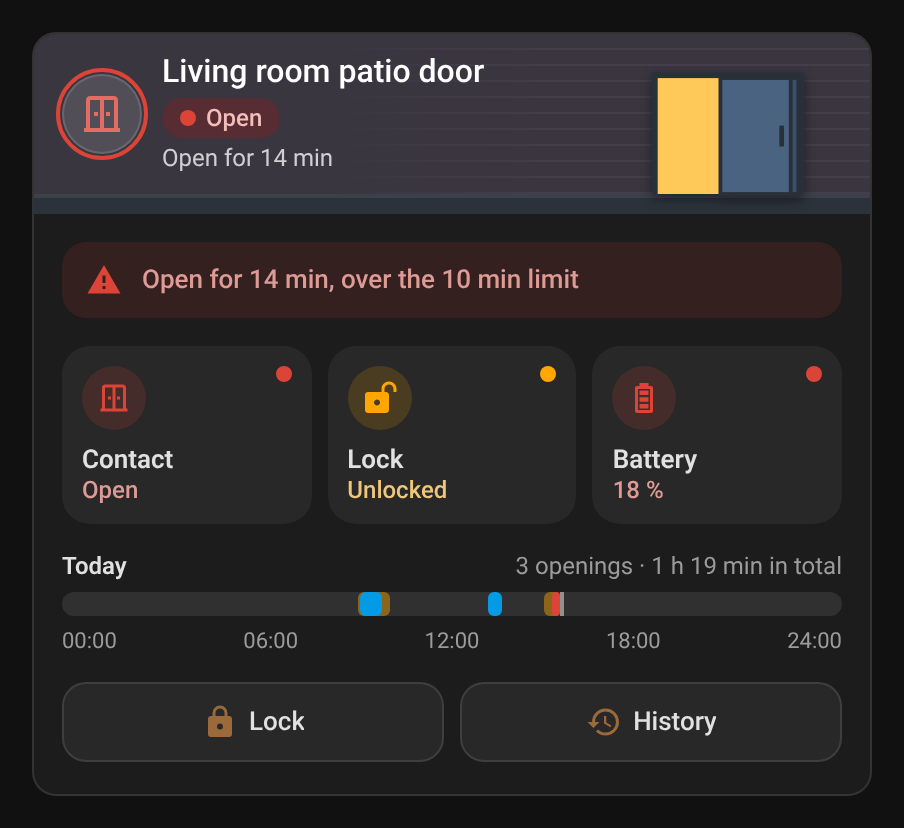 Living room patio door
Open
Open for 14 min
Open for 14 min, over the 10 min limit
Contact
Open
Lock
Unlocked
Battery
18 %
Today
3 openings · 1 h 19 min in total
00:00 06:00 12:00 18:00 24:00
Lock
History